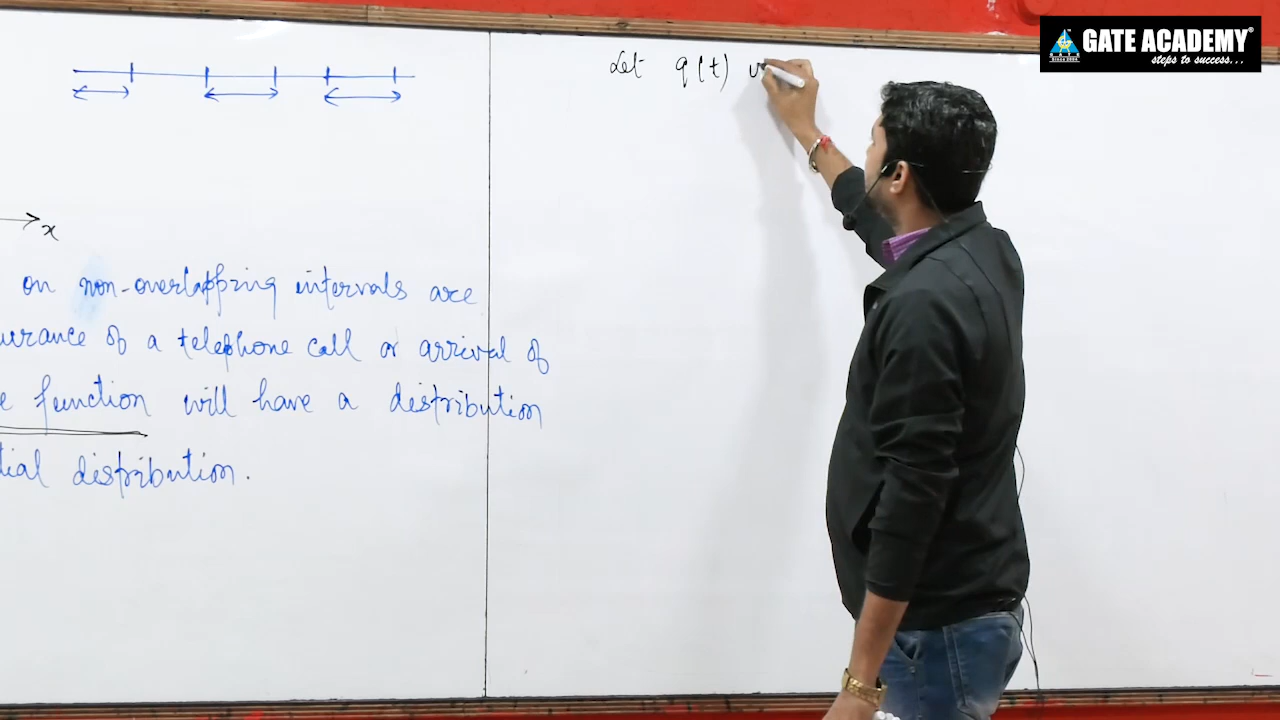 x
on non-overlapping intervals are
urance of a telephone call or arrival of
e function will have a distribution
tial distribution.
Let q(t)
GATE ACADEMY®
steps to success...